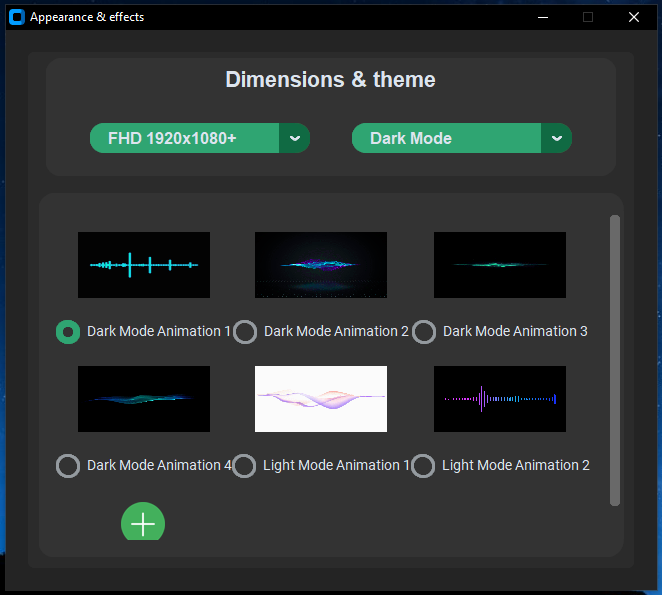 Appearance & effects
Dimensions & theme
FHD 1920x1080+
Dark Mode
Dark Mode Animation 1
Dark Mode Animation 2
Dark Mode Animation 3
Dark Mode Animation 4
Light Mode Animation 1
Light Mode Animation 2